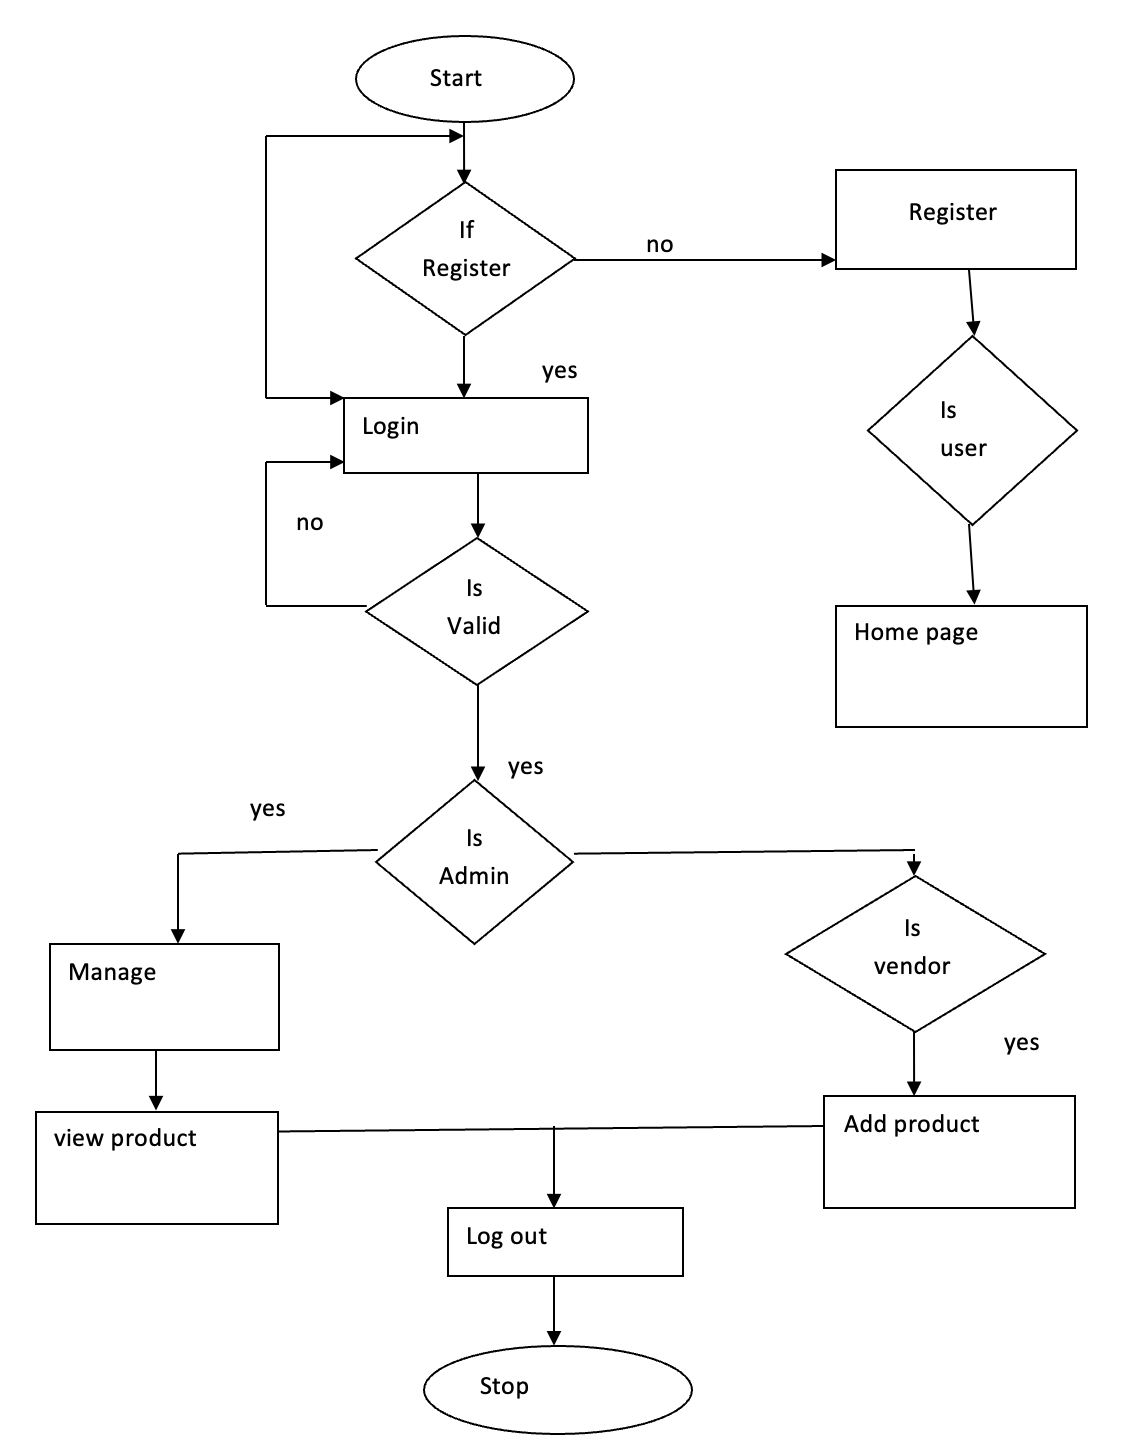 Start
If
Register
no
Register
yes
Login
Is
user
no
Is
Valid
Home page
yes
yes
Is
Admin
Is
vendor
Manage
yes
view product
Add product
Log out
Stop